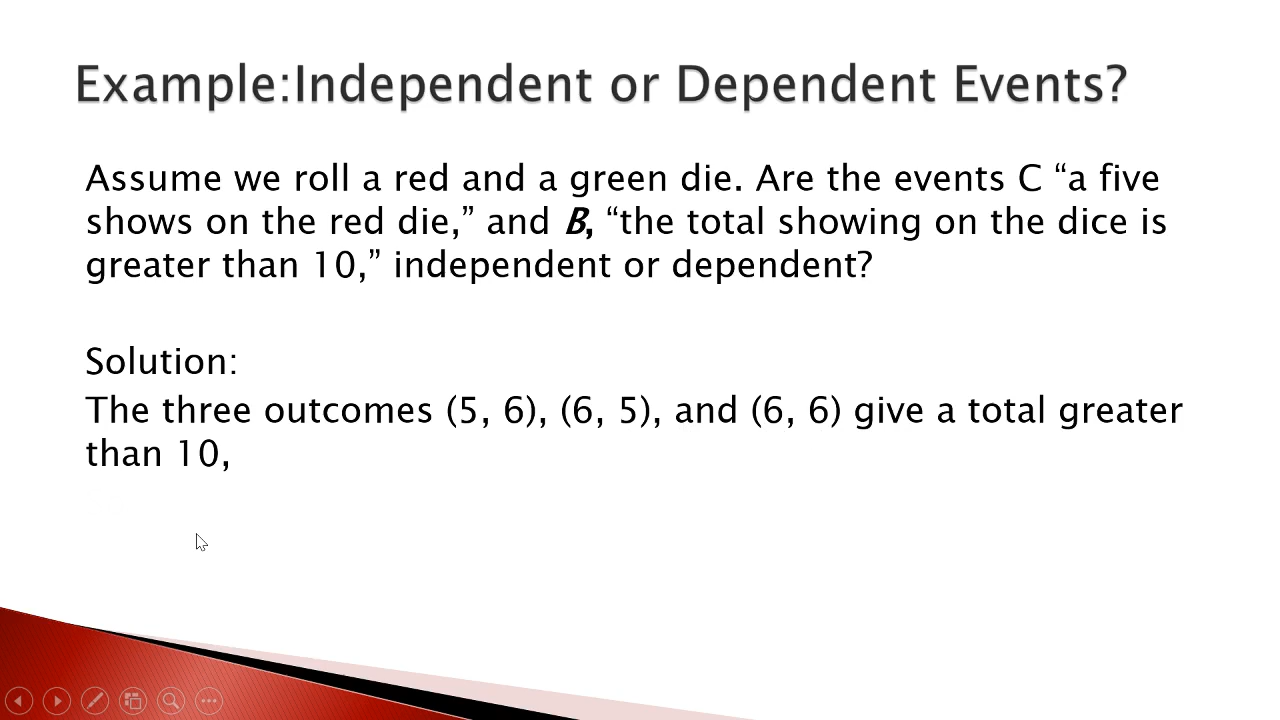 Example:Independent or Dependent Events?
Assume we roll a red and a green die. Are the events C “a five
shows on the red die,” and B, “the total showing on the dice is
greater than 10,” independent or dependent?
Solution:
The three outcomes (5, 6), (6, 5), and (6, 6) give a total greater
than 10,